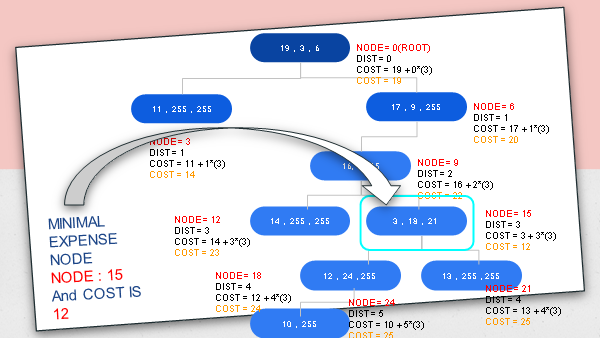 19 , 3 , 6
NODE= 0(ROOT)
DIST= 0
COST = 19 +0*(3)
COST = 19
11 , 255 , 255
NODE= 3
DIST= 1
COST = 11 + 1*(3)
COST = 14
17 , 9 , 255
NODE= 6
DIST= 1
COST = 17 + 1*(3)
COST = 20
NODE= 9
DIST= 2
COST = 16 +2*(3)
COST = 22
14 , 255 , 255
NODE= 12
DIST= 3
COST = 14 + 3*(3)
COST = 23
3 , 18 , 21
NODE= 15
DIST= 3
COST = 3 + 3*(3)
COST = 12
MINIMAL
EXPENSE
NODE
NODE : 15
And COST IS
12
12 , 24 , 255
NODE= 18
DIST= 4
COST = 12 + 4*(3)
COST = 24
13 , 255 , 255
NODE= 21
DIST= 4
COST = 13 + 4*(3)
COST = 25
10 , 255
NODE= 24
DIST= 5
COST = 10 + 5*(3)
COST = 25